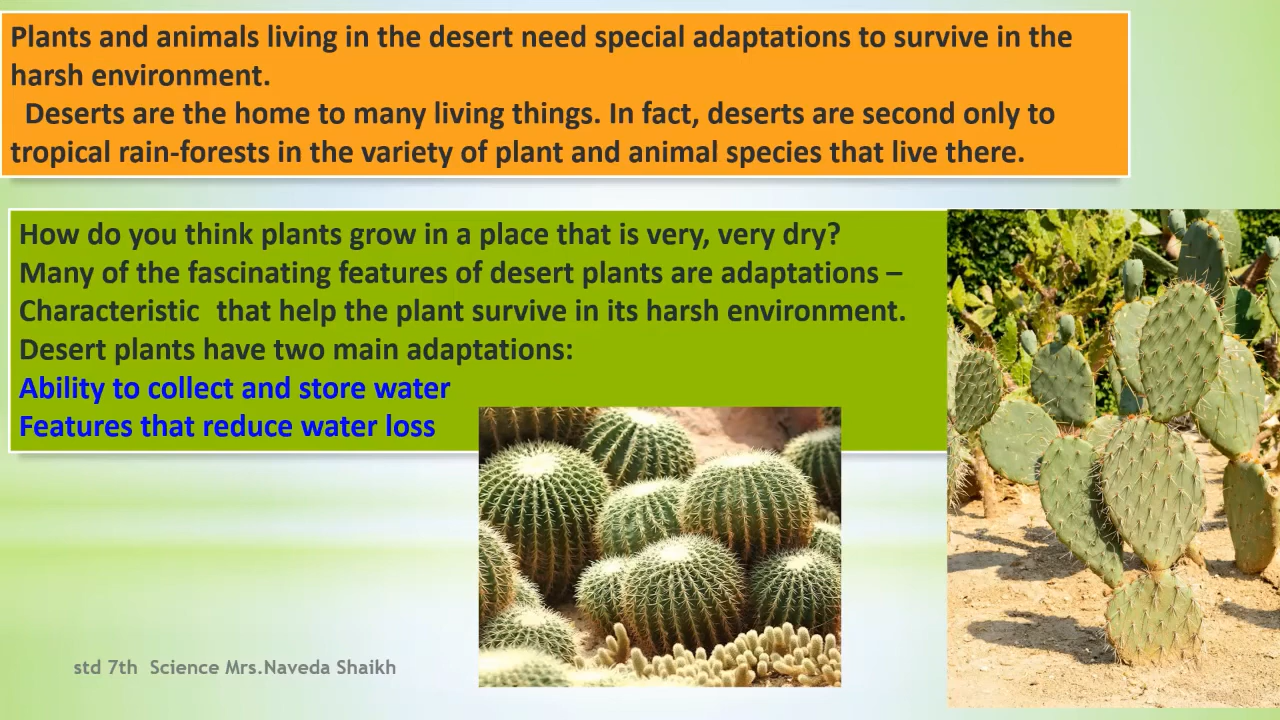 Plants and animals living in the desert need special adaptations to survive in the
harsh environment.
Deserts are the home to many living things. In fact, deserts are second only to
tropical rain-forests in the variety of plant and animal species that live there.
How do you think plants grow in a place that is very, very dry?
Many of the fascinating features of desert plants are adaptations –
Characteristic  that help the plant survive in its harsh environment.
Desert plants have two main adaptations:
Ability to collect and store water
Features that reduce water loss
std 7th  Science Mrs.Naveda Shaikh